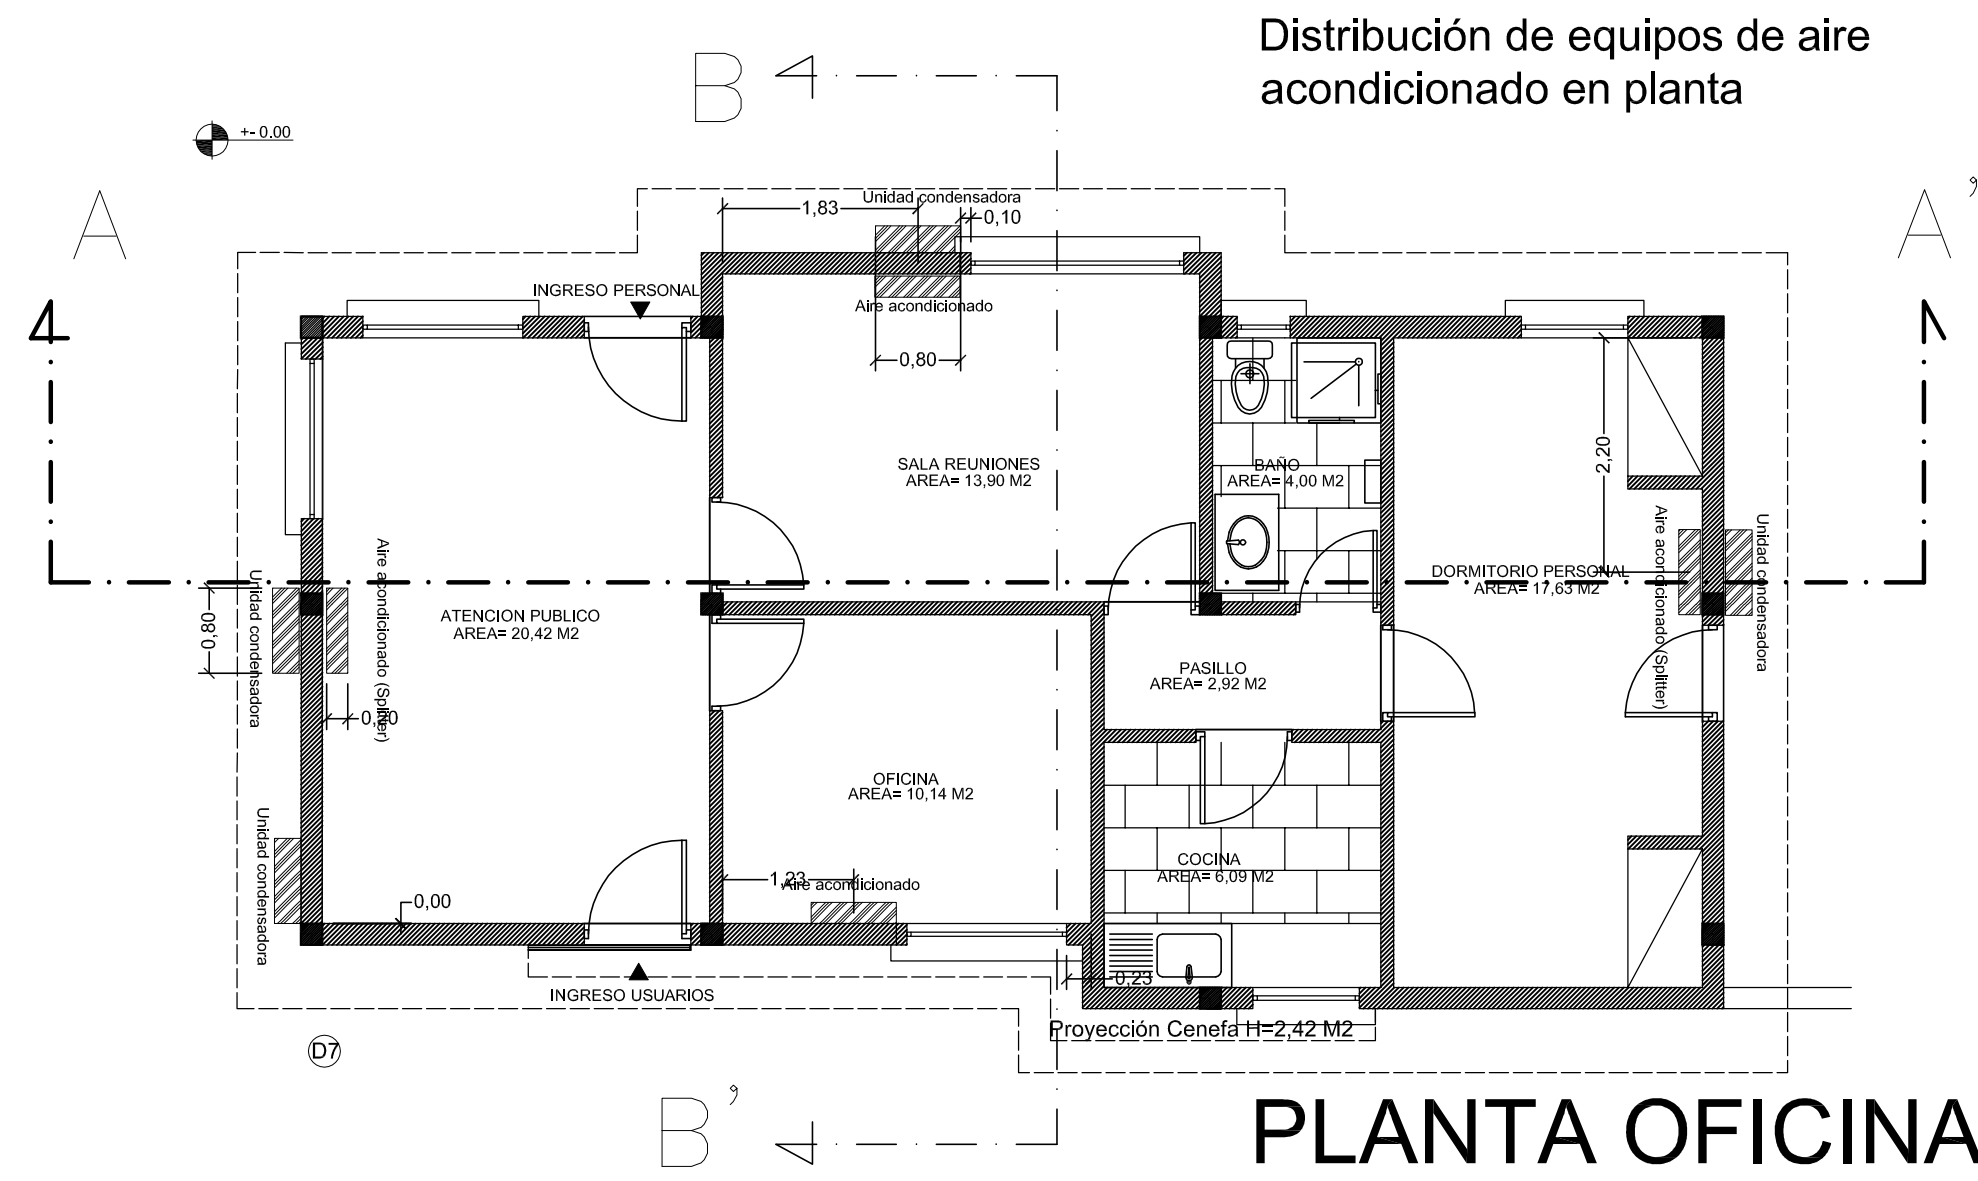 Distribución de equipos de aire
acondicionado en planta
B
+- 0.00
A
A’
Unidad condensadora
1,83
0,10
INGRESO PERSONAL
Aire acondicionado
0,80
2,20
SALA REUNIONES
AREA= 13,90 M2
BAÑO
AREA= 4,00 M2
Aire acondicionado (Splitter)
Unidad condensadora
DORMITORIO PERSONAL
AREA= 17,63 M2
Unidad condensadora
Aire acondicionado (Splitter)
0,80
0,20
ATENCION PUBLICO
AREA= 20,42 M2
PASILLO
AREA= 2,92 M2
OFICINA
AREA= 10,14 M2
Unidad condensadora
COCINA
AREA= 6,09 M2
1,23
Aire acondicionado
0,00
0,23
INGRESO USUARIOS
Proyección Cenefa H=2,42 M2
D7
B’
PLANTA OFICINA